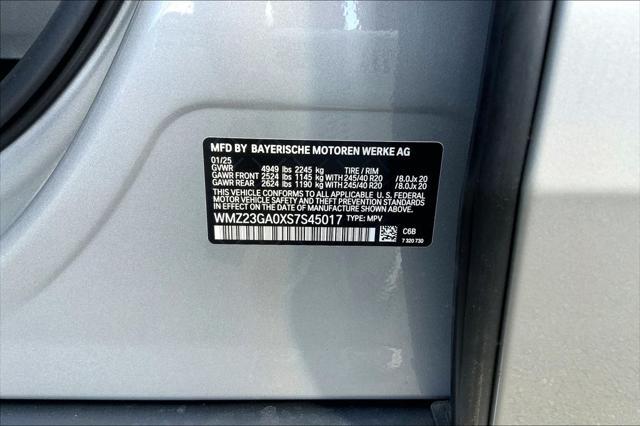 MFD BY BAYERISCHE MOTOREN WERKE AG
01/25
GVWR 4949 lbs 2245 kg TIRE / RIM
GAWR FRONT 2524 lbs 1145 kg WITH 245/40 R20 / 8.0Jx 20
GAWR REAR 2624 lbs 1190 kg WITH 245/40 R20 / 8.0Jx 20
THIS VEHICLE CONFORMS TO ALL APPLICABLE U.S. FEDERAL
MOTOR VEHICLE SAFETY, BUMPER, AND THEFT PREVENTION
STANDARDS IN EFFECT ON THE DATE OF MANUFACTURE SHOWN ABOVE.
WMZ23GA0XS7S45017 TYPE: MPV
C6B
7 320 730